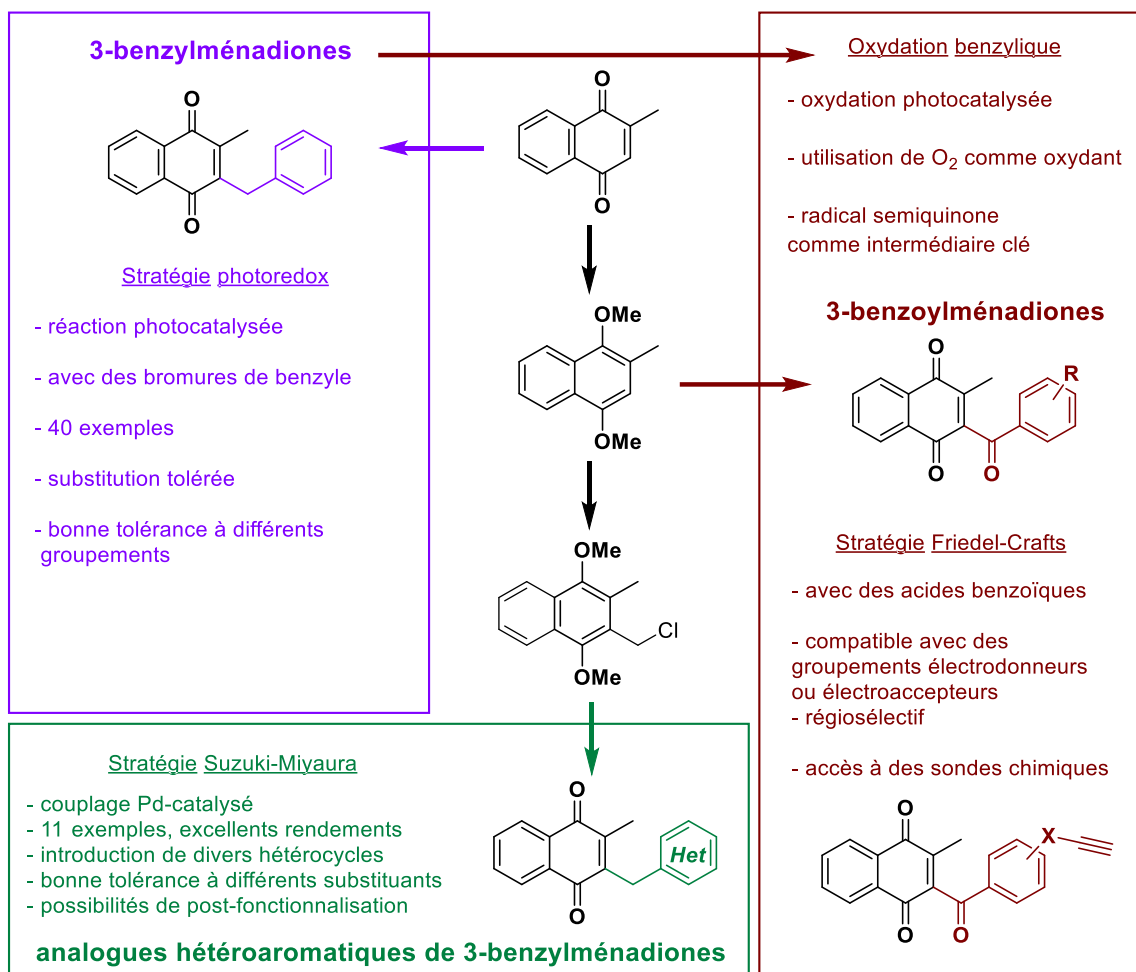 3-benzylménadiones
O
O
Stratégie photoredox
- réaction photocatalysée
- avec des bromures de benzyle
- 40 exemples
- substitution tolérée
- bonne tolérance à différents
groupements
O
O
OMe
OMe
OMe
Cl
OMe
Oxydation benzylique
- oxydation photocatalysée
- utilisation de O₂ comme oxydant
- radical semiquinone
comme intermédiaire clé
3-benzoylménadiones
O
R
O
O
Stratégie Friedel-Crafts
- avec des acides benzoïques
- compatible avec des
groupements électrodonneurs
ou électroaccepteurs
- régiosélectif
- accès à des sondes chimiques
O
X
O
O
Stratégie Suzuki-Miyaura
- couplage Pd-catalysé
- 11 exemples, excellents rendements
- introduction de divers hétérocycles
- bonne tolérance à différents substituants
- possibilités de post-fonctionnalisation
O
Het
O
analogues hétéroaromatiques de 3-benzylménadiones